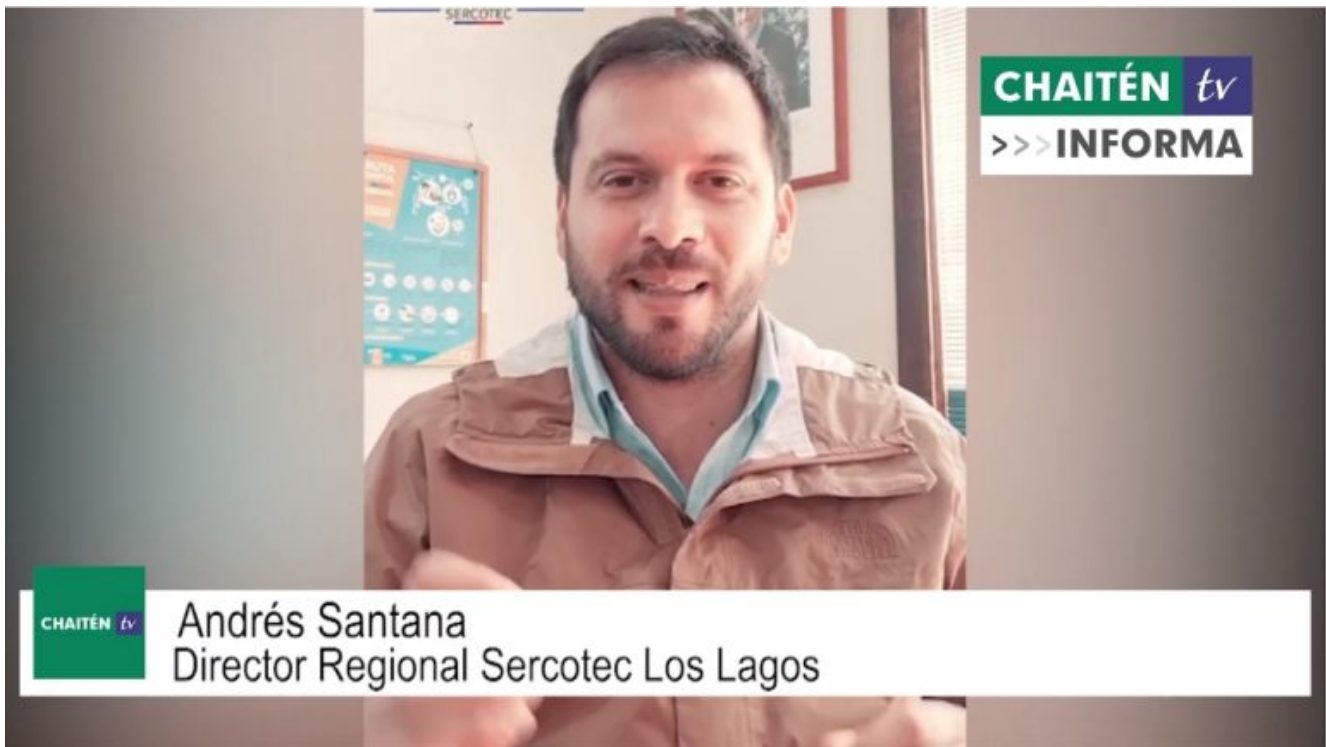 SERCOTEC
CHAITÉN tv
>>>INFORMA
CHAITÉN tv
Andrés Santana
Director Regional Sercotec Los Lagos